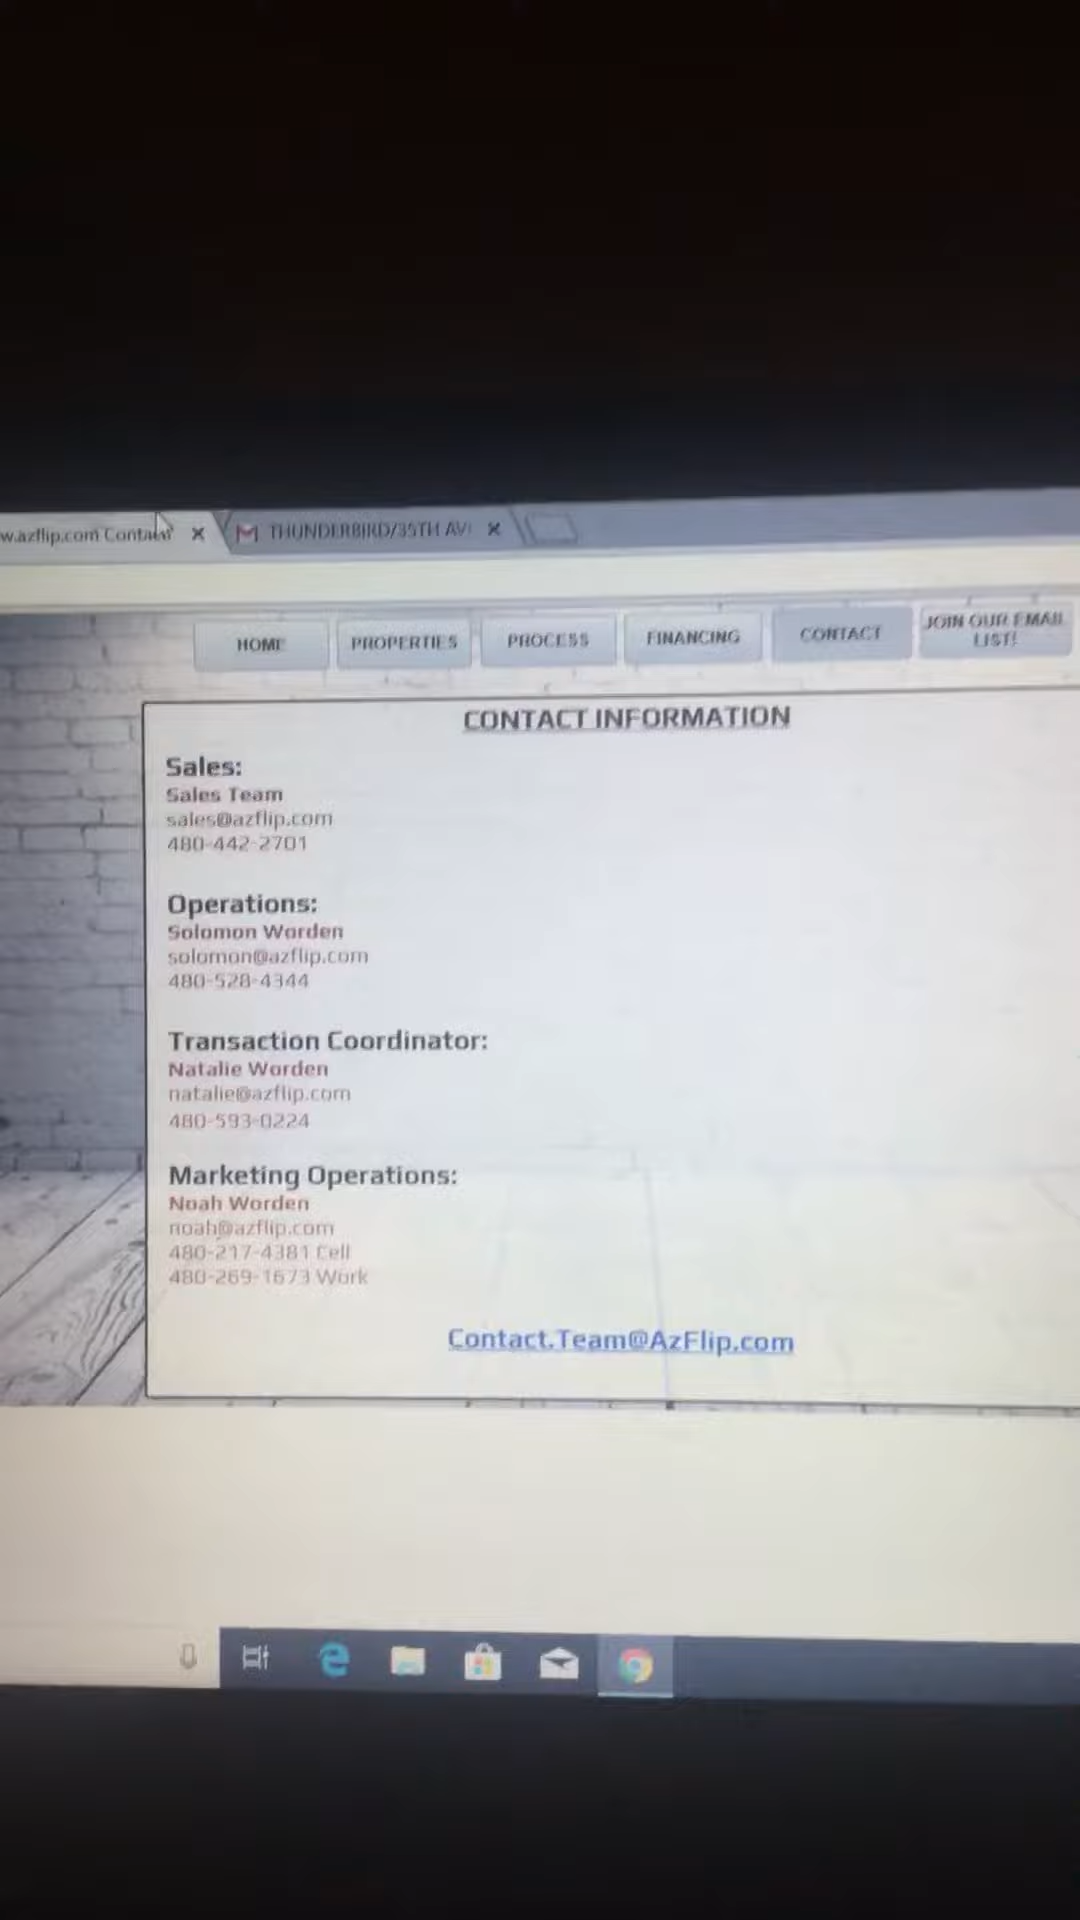 w.azflip.com Contact
THUNDERBIRD/35TH AV
HOME
PROPERTIES
PROCESS
FINANCING
CONTACT
JOIN OUR EMAIL
LIST!
CONTACT INFORMATION
Sales:
Sales Team
sales@azflip.com
480-442-2701
Operations:
Solomon Worden
solomon@azflip.com
480-528-4344
Transaction Coordinator:
Natalie Worden
natalie@azflip.com
480-593-0224
Marketing Operations:
Noah Worden
noah@azflip.com
480-217-4381 Cell
480-269-1673 Work
Contact.Team@AzFlip.com